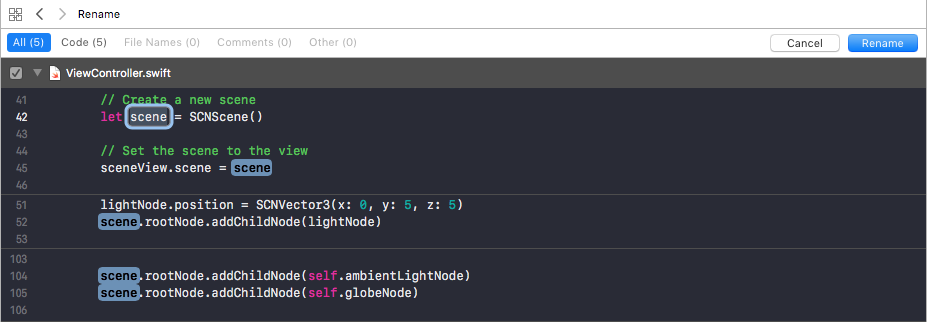 Rename
All (5) Code (5) File Names (0) Comments (0) Other (0) Cancel Rename
ViewController.swift
41 // Create a new scene
42 let scene = SCNScene()
43
44 // Set the scene to the view
45 sceneView.scene = scene
46
51 lightNode.position = SCNVector3(x: 0, y: 5, z: 5)
52 scene.rootNode.addChildNode(lightNode)
53
103
104 scene.rootNode.addChildNode(self.ambientLightNode)
105 scene.rootNode.addChildNode(self.globeNode)
106